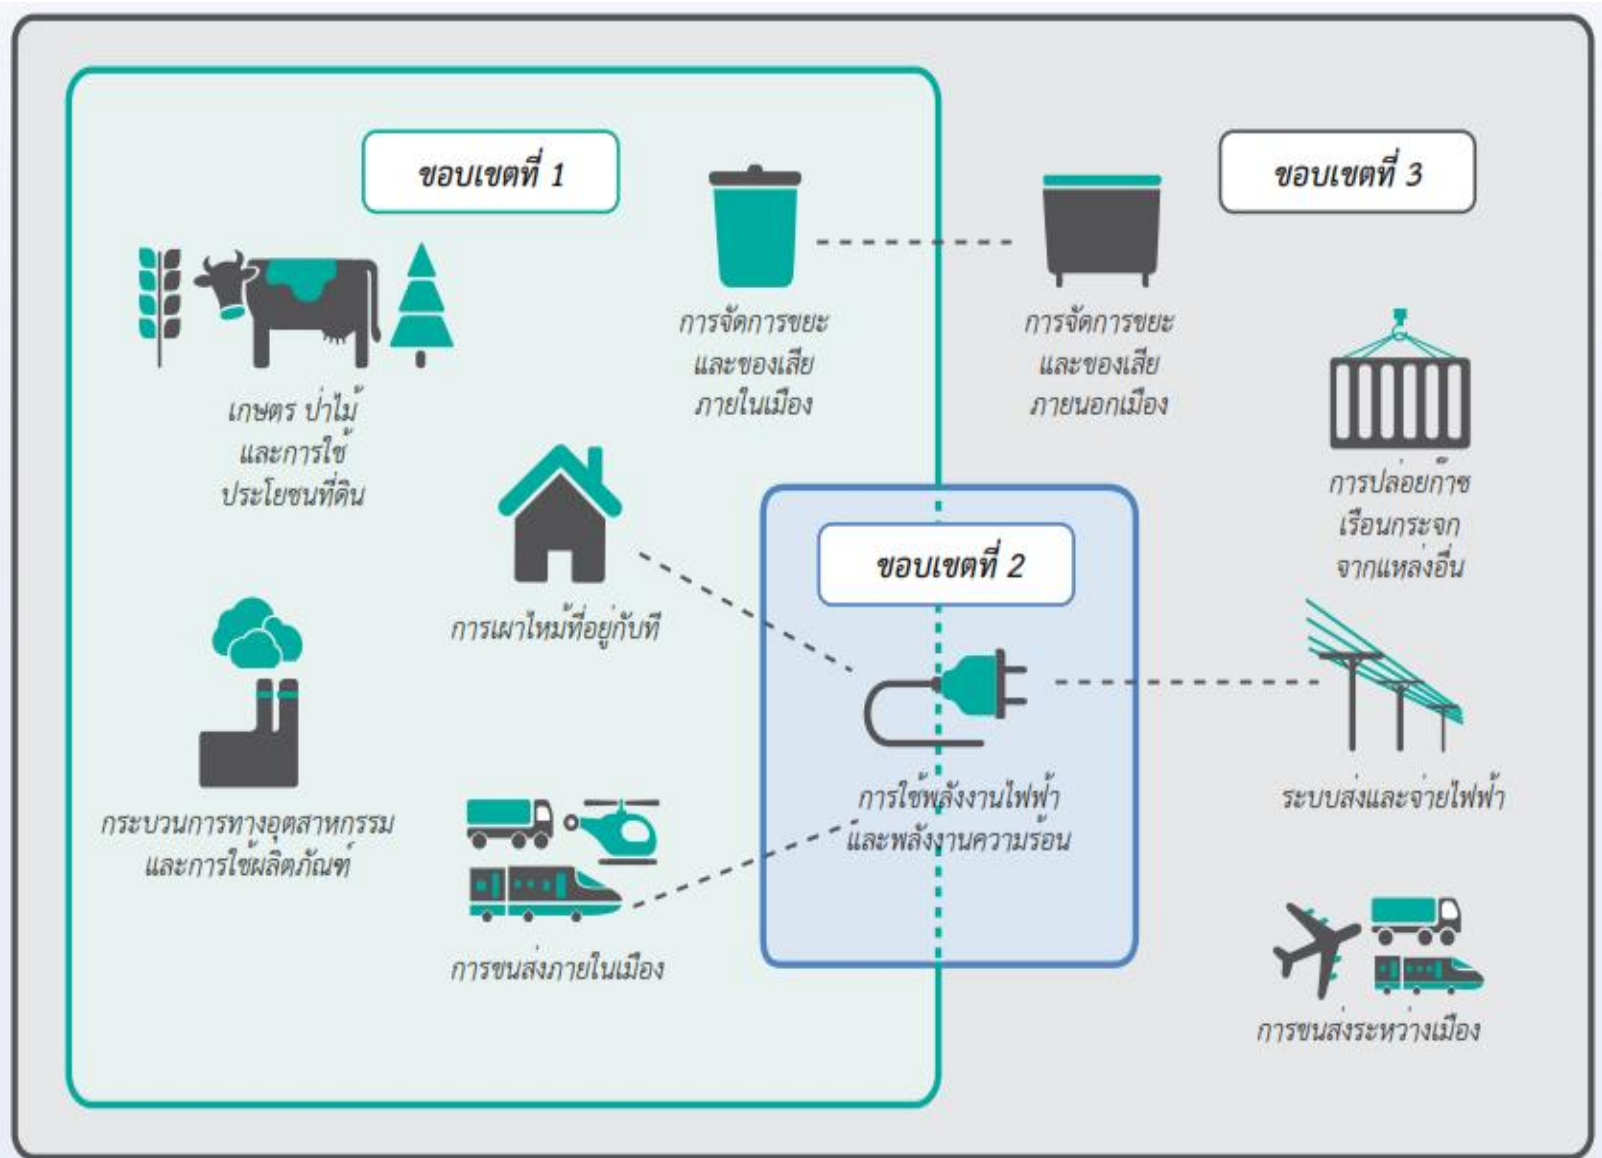 ขอบเขตที่ 1
ขอบเขตที่ 3
การจัดการขยะ
และของเสีย
ภายในเมือง
การจัดการขยะ
และของเสีย
ภายนอกเมือง
เกษตร ป่าไม้
และการใช้
ประโยชน์ที่ดิน
การปล่อยก๊าซ
เรือนกระจก
จากแหล่งอื่น
ขอบเขตที่ 2
การเผาไหม้ที่อยู่กับที่
การใช้พลังงานไฟฟ้า
และพลังงานความร้อน
ระบบส่งและจ่ายไฟฟ้า
กระบวนการทางอุตสาหกรรม
และการใช้ผลิตภัณฑ์
การขนส่งภายในเมือง
การขนส่งระหว่างเมือง